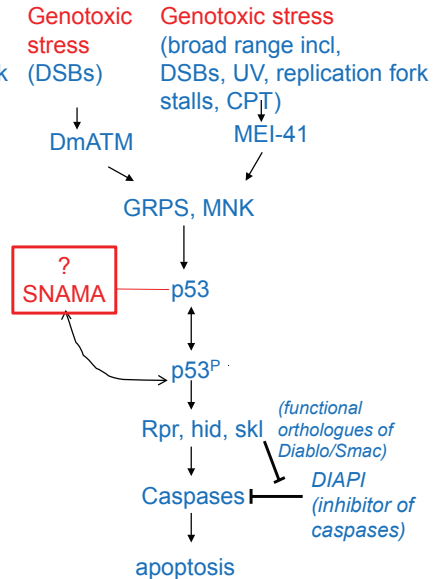 Genotoxic
stress
(DSBs)
k
Genotoxic stress
(broad range incl,
DSBs, UV, replication fork
stalls, CPT)
DmATM
MEI-41
GRPS, MNK
?
SNAMA
p53
p53ᴾ
Rpr, hid, skl
(functional
orthologues of
Diablo/Smac)
Caspases
DIAPI
(inhibitor of
caspases)
apoptosis